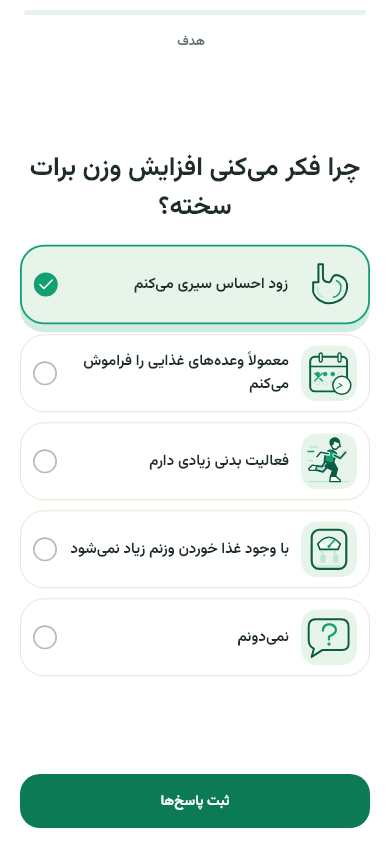 هدف
چرا فکر می‌کنی افزایش وزن برات
سخته؟
زود احساس سیری می‌کنم
معمولاً وعده‌های غذایی را فراموش
می‌کنم
فعالیت بدنی زیادی دارم
با وجود غذا خوردن وزنم زیاد نمی‌شود
نمی‌دونم
ثبت پاسخ‌ها